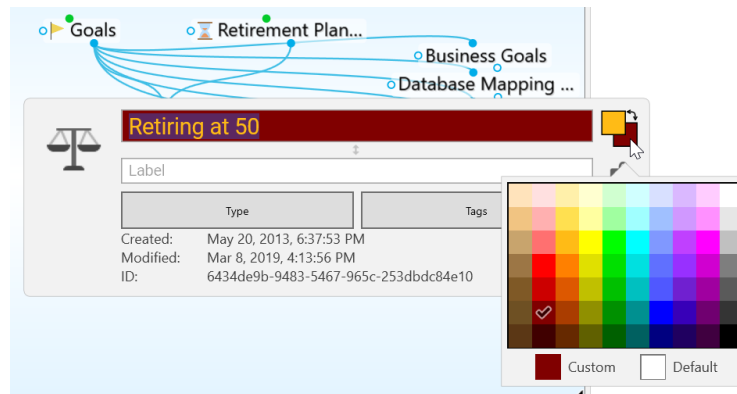 Goals
Retirement Plan...
Business Goals
Database Mapping ...
Retiring at 50
Label
Type
Tags
Created: May 20, 2013, 6:37:53 PM
Modified: Mar 8, 2019, 4:13:56 PM
ID: 6434de9b-9483-5467-965c-253dbdc84e10
Custom
Default